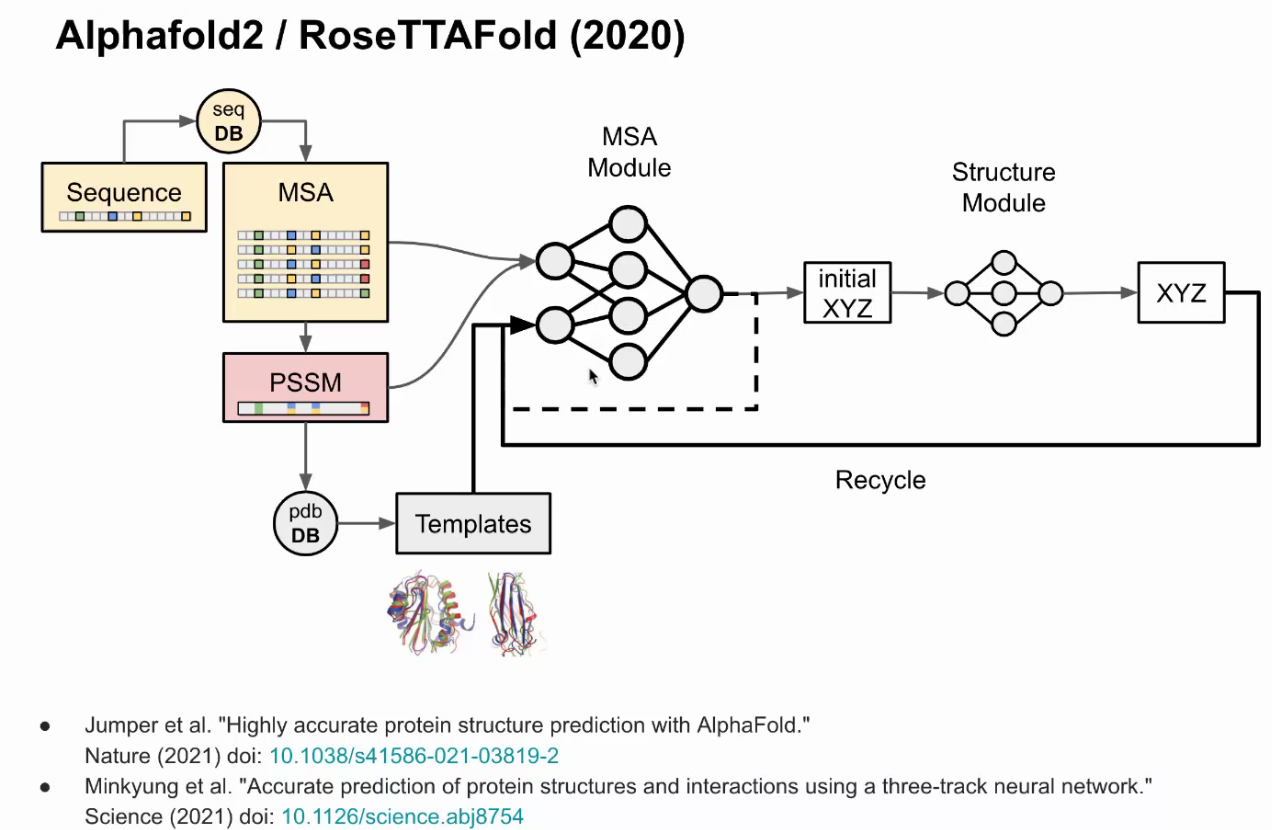 Alphafold2 / RoseTTAFold (2020)
seq
DB
Sequence
MSA
MSA
Module
Structure
Module
initial
XYZ
XYZ
PSSM
Recycle
pdb
DB
Templates
● Jumper et al. "Highly accurate protein structure prediction with AlphaFold."
Nature (2021) doi: 10.1038/s41586-021-03819-2
● Minkyung et al. "Accurate prediction of protein structures and interactions using a three-track neural network."
Science (2021) doi: 10.1126/science.abj8754